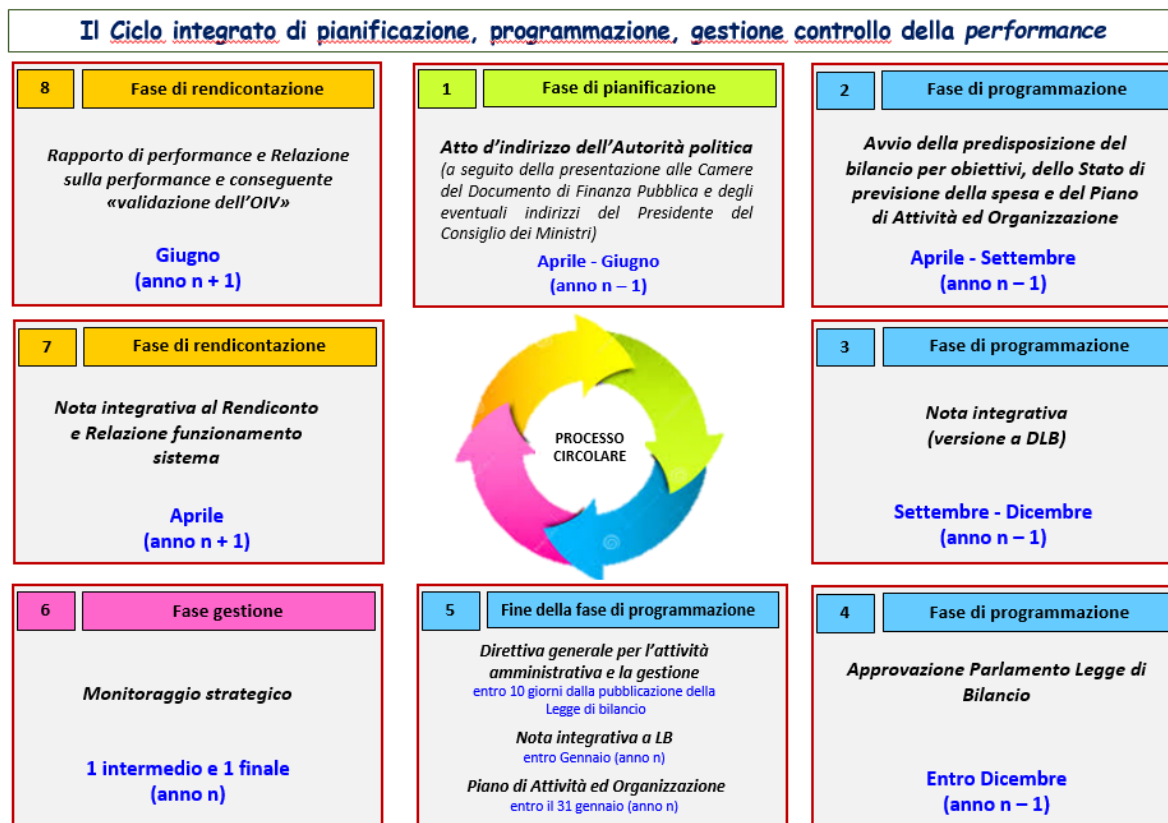 Il Ciclo integrato di pianificazione, programmazione, gestione controllo della performance
8
Fase di rendicontazione
Rapporto di performance e Relazione
sulla performance e conseguente
«validazione dell'OIV»
Giugno
(anno n + 1)
1
Fase di pianificazione
Atto d'indirizzo dell'Autorità politica
(a seguito della presentazione alle Camere
del Documento di Finanza Pubblica e degli
eventuali indirizzi del Presidente del
Consiglio dei Ministri)
Aprile - Giugno
(anno n – 1)
2
Fase di programmazione
Avvio della predisposizione del
bilancio per obiettivi, dello Stato di
previsione della spesa e del Piano
di Attività ed Organizzazione
Aprile - Settembre
(anno n – 1)
7
Fase di rendicontazione
Nota integrativa al Rendiconto
e Relazione funzionamento
sistema
Aprile
(anno n + 1)
PROCESSO
CIRCOLARE
3
Fase di programmazione
Nota integrativa
(versione a DLB)
Settembre - Dicembre
(anno n – 1)
6
Fase gestione
Monitoraggio strategico
1 intermedio e 1 finale
(anno n)
5
Fine della fase di programmazione
Direttiva generale per l'attività
amministrativa e la gestione
entro 10 giorni dalla pubblicazione della
Legge di bilancio
Nota integrativa a LB
entro Gennaio (anno n)
Piano di Attività ed Organizzazione
entro il 31 gennaio (anno n)
4
Fase di programmazione
Approvazione Parlamento Legge di
Bilancio
Entro Dicembre
(anno n – 1)